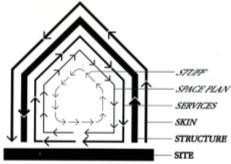 STUFF
SPACE PLAN
SERVICES
SKIN
STRUCTURE
SITE